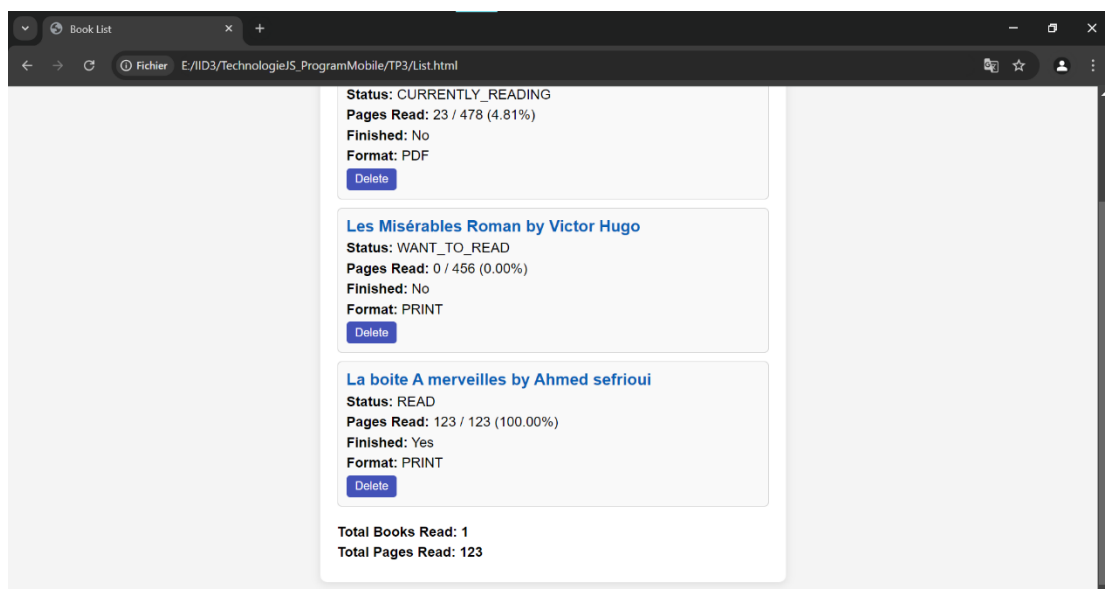 Book List
Fichier E:/IID3/TechnologieJS_ProgramMobile/TP3/List.html
Status: CURRENTLY_READING
Pages Read: 23 / 478 (4.81%)
Finished: No
Format: PDF
Delete
Les Misérables Roman by Victor Hugo
Status: WANT_TO_READ
Pages Read: 0 / 456 (0.00%)
Finished: No
Format: PRINT
Delete
La boite A merveilles by Ahmed sefrioui
Status: READ
Pages Read: 123 / 123 (100.00%)
Finished: Yes
Format: PRINT
Delete
Total Books Read: 1
Total Pages Read: 123